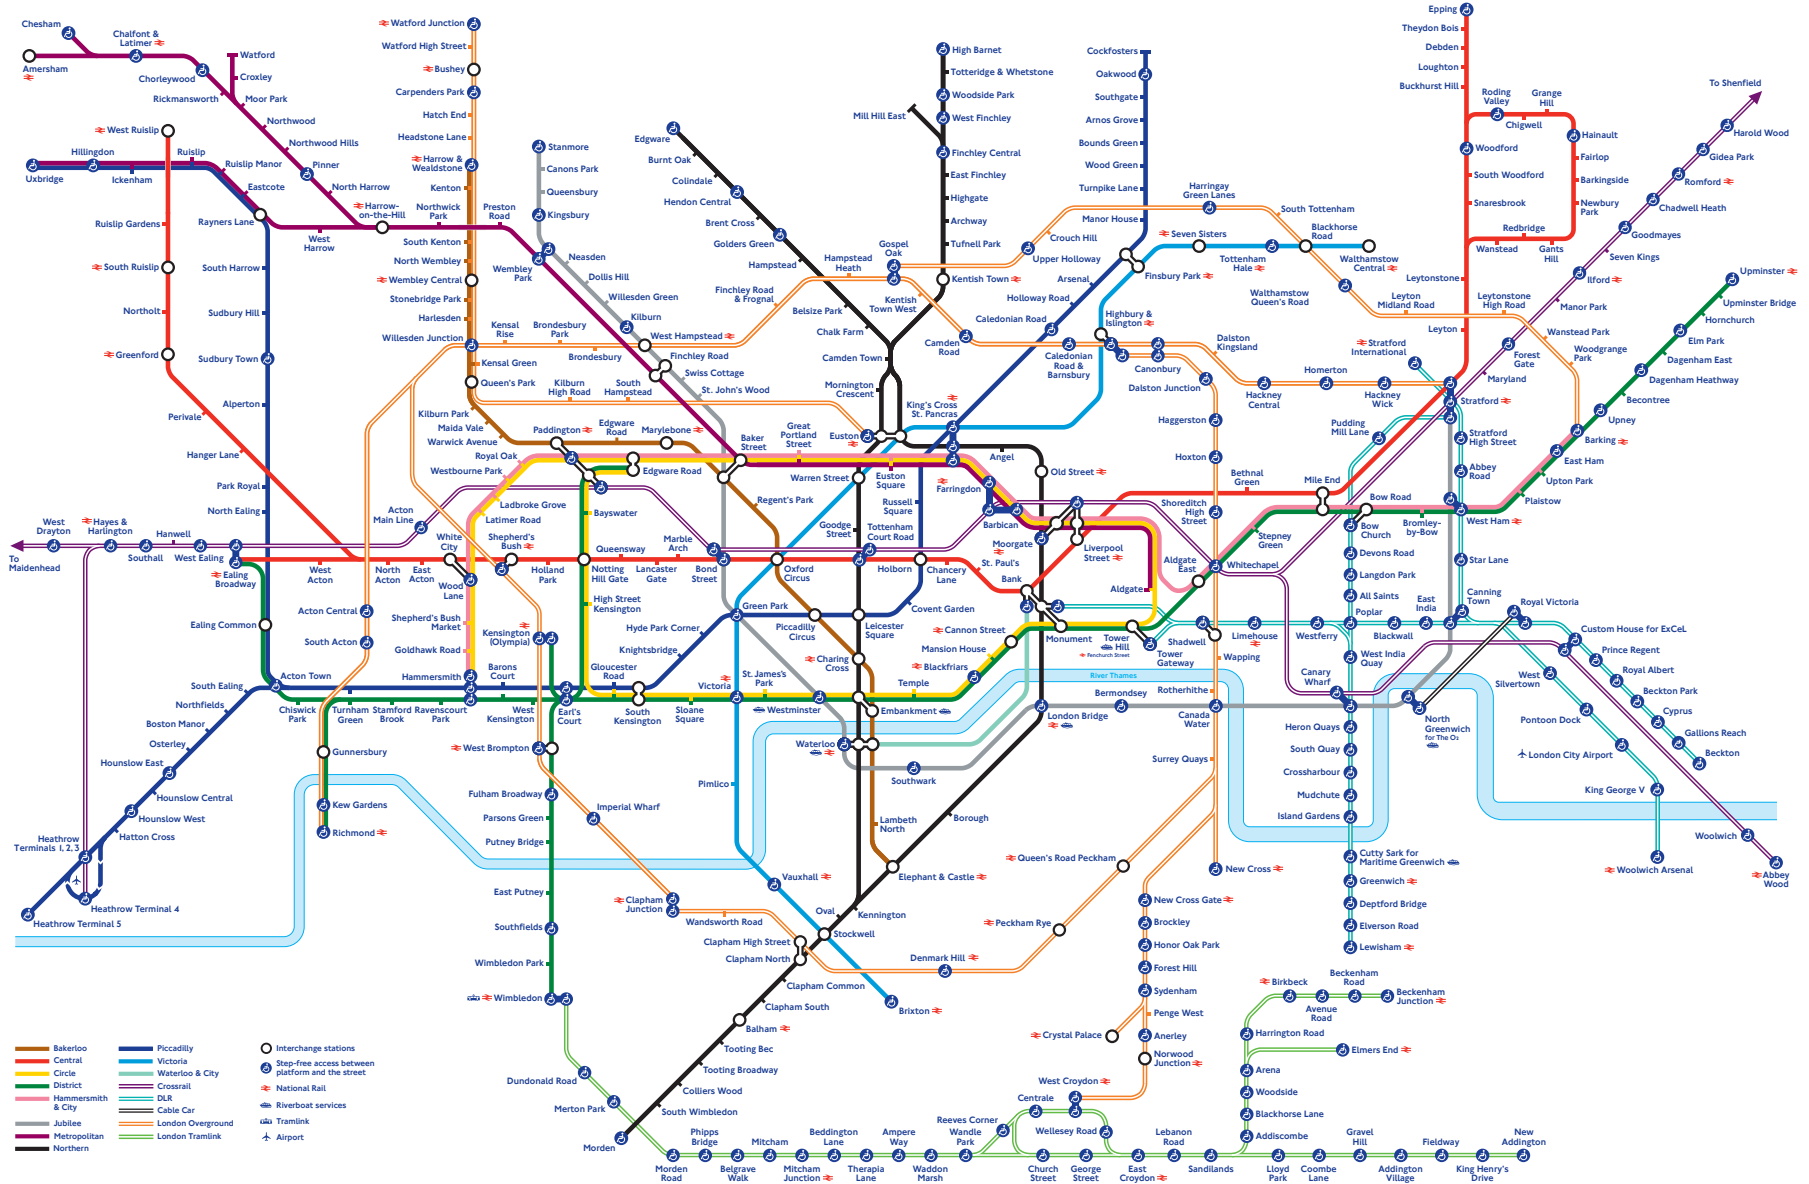 Chesham
Chalfont &
Latimer
Amersham
Chorleywood
Rickmansworth
Watford
Croxley
Moor Park
Northwood
Northwood Hills
Pinner
North Harrow
Harrow-
on-the-Hill
Northwick
Park
Preston
Road
West Ruislip
Hillingdon
Uxbridge
Ickenham
Ruislip
Ruislip Manor
Eastcote
Rayners Lane
West
Harrow
Ruislip Gardens
South Ruislip
Northolt
Greenford
Perivale
Hanger Lane
South Harrow
Sudbury Hill
Sudbury Town
Alperton
Park Royal
North Ealing
Watford Junction
Watford High Street
Bushey
Carpenders Park
Hatch End
Headstone Lane
Harrow &
Wealdstone
Kenton
South Kenton
North Wembley
Wembley Central
Stonebridge Park
Harlesden
Willesden Junction
Kensal Green
Queen's Park
Kilburn Park
Maida Vale
Warwick Avenue
Stanmore
Canons Park
Queensbury
Kingsbury
Wembley
Park
Neasden
Dollis Hill
Willesden Green
Kilburn
West Hampstead
Finchley Road
Swiss Cottage
St. John's Wood
Kensal
Rise
Brondesbury
Park
Brondesbury
Kilburn
High Road
South
Hampstead
Finchley Road
& Frognal
Edgware
Burnt Oak
Colindale
Hendon Central
Brent Cross
Golders Green
Hampstead
Belsize Park
Chalk Farm
Camden Town
Mornington
Crescent
Mill Hill East
High Barnet
Totteridge & Whetstone
Woodside Park
West Finchley
Finchley Central
East Finchley
Highgate
Archway
Tufnell Park
Kentish Town
Hampstead
Heath
Gospel
Oak
Kentish
Town West
Camden
Road
Upper Holloway
Crouch Hill
Harringay
Green Lanes
South Tottenham
Cockfosters
Oakwood
Southgate
Arnos Grove
Bounds Green
Wood Green
Turnpike Lane
Manor House
Arsenal
Holloway Road
Caledonian Road
Finsbury Park
Seven Sisters
Tottenham
Hale
Blackhorse
Road
Walthamstow
Central
Walthamstow
Queen's Road
Leyton
Midland Road
Leytonstone
High Road
Wanstead Park
Woodgrange
Park
Highbury &
Islington
Caledonian
Road &
Barnsbury
Canonbury
Dalston
Kingsland
Dalston Junction
Haggerston
Hoxton
Shoreditch
High Street
Hackney
Central
Homerton
Hackney
Wick
Epping
Theydon Bois
Debden
Loughton
Buckhurst Hill
Woodford
South Woodford
Snaresbrook
Leytonstone
Leyton
Roding
Valley
Chigwell
Grange
Hill
Hainault
Fairlop
Barkingside
Newbury
Park
Redbridge
Wanstead
Gants
Hill
To Shenfield
Harold Wood
Gidea Park
Romford
Chadwell Heath
Goodmayes
Seven Kings
Ilford
Manor Park
Forest
Gate
Maryland
Upminster
Upminster Bridge
Hornchurch
Elm Park
Dagenham East
Dagenham Heathway
Becontree
Upney
Barking
East Ham
Upton Park
Plaistow
West Ham
Stratford
International
Stratford
Stratford
High Street
Abbey
Road
Star Lane
Pudding
Mill Lane
Bow Road
Bromley-
by-Bow
Mile End
Bow
Church
Devons Road
Langdon Park
All Saints
Poplar
Stepney
Green
Bethnal
Green
Whitechapel
Paddington
Edgware
Road
Marylebone
Royal Oak
Westbourne Park
Ladbroke Grove
Latimer Road
Edgware Road
Baker
Street
Great
Portland
Street
Euston
King's Cross
St. Pancras
Warren Street
Euston
Square
Russell
Square
Regent's Park
Goodge
Street
Angel
Old Street
Farringdon
Barbican
Moorgate
Liverpool
Street
Aldgate
East
Aldgate
To
Maidenhead
West
Drayton
Hayes &
Harlington
Southall
Hanwell
West Ealing
Ealing
Broadway
Acton
Main Line
West
Acton
North
Acton
East
Acton
White
City
Wood
Lane
Shepherd's
Bush
Holland
Park
Notting
Hill Gate
Queensway
Bayswater
Lancaster
Gate
Marble
Arch
Bond
Street
Oxford
Circus
Tottenham
Court Road
Holborn
Chancery
Lane
St. Paul's
Bank
Covent Garden
Leicester
Square
Piccadilly
Circus
Green Park
Hyde Park Corner
Knightsbridge
High Street
Kensington
Kensington
(Olympia)
Shepherd's Bush
Market
Goldhawk Road
Hammersmith
Barons
Court
Gloucester
Road
South
Kensington
Earl's
Court
West
Kensington
Sloane
Square
Victoria
St. James's
Park
Westminster
Charing
Cross
Embankment
Temple
Blackfriars
Mansion House
Cannon Street
Monument
Tower
Hill
Fenchurch Street
Tower
Gateway
Shadwell
Limehouse
Westferry
Wapping
Rotherhithe
Canada
Water
Bermondsey
London Bridge
River Thames
Waterloo
Southwark
Lambeth
North
Elephant & Castle
Borough
Kennington
Oval
Stockwell
Pimlico
Vauxhall
Brixton
Acton Central
South Acton
Ealing Common
Acton Town
South Ealing
Northfields
Boston Manor
Osterley
Hounslow East
Hounslow Central
Hounslow West
Hatton Cross
Heathrow
Terminals 1, 2, 3
Heathrow Terminal 4
Heathrow Terminal 5
Chiswick
Park
Turnham
Green
Stamford
Brook
Ravenscourt
Park
Gunnersbury
Kew Gardens
Richmond
West Brompton
Fulham Broadway
Parsons Green
Putney Bridge
East Putney
Southfields
Wimbledon Park
Wimbledon
Imperial Wharf
Clapham
Junction
Wandsworth Road
Clapham High Street
Clapham North
Clapham Common
Clapham South
Balham
Tooting Bec
Tooting Broadway
Colliers Wood
South Wimbledon
Morden
Denmark Hill
Peckham Rye
Queen's Road Peckham
Surrey Quays
New Cross
New Cross Gate
Brockley
Honor Oak Park
Forest Hill
Sydenham
Penge West
Anerley
Crystal Palace
Norwood
Junction
West Croydon
Blackwall
East
India
Canning
Town
Royal Victoria
Custom House for ExCeL
Prince Regent
Royal Albert
Beckton Park
Cyprus
Gallions Reach
Beckton
West
Silvertown
Pontoon Dock
London City Airport
King George V
Woolwich Arsenal
Woolwich
Abbey
Wood
West India
Quay
Canary
Wharf
Heron Quays
South Quay
Crossharbour
Mudchute
Island Gardens
Cutty Sark for
Maritime Greenwich
Greenwich
Deptford Bridge
Elverson Road
Lewisham
North
Greenwich
for The O2
Dundonald Road
Merton Park
Morden
Road
Phipps
Bridge
Belgrave
Walk
Mitcham
Mitcham
Junction
Beddington
Lane
Therapia
Lane
Ampere
Way
Waddon
Marsh
Wandle
Park
Reeves Corner
Centrale
Wellesey Road
Church
Street
George
Street
East
Croydon
Lebanon
Road
Sandilands
Lloyd
Park
Coombe
Lane
Gravel
Hill
Addington
Village
Fieldway
King Henry's
Drive
New
Addington
Addiscombe
Blackhorse Lane
Woodside
Arena
Elmers End
Harrington Road
Birkbeck
Avenue
Road
Beckenham
Road
Beckenham
Junction
Bakerloo
Central
Circle
District
Hammersmith
& City
Jubilee
Metropolitan
Northern
Piccadilly
Victoria
Waterloo & City
Crossrail
DLR
Cable Car
London Overground
London Tramlink
Interchange stations
Step-free access between
platform and the street
National Rail
Riverboat services
Tramlink
Airport